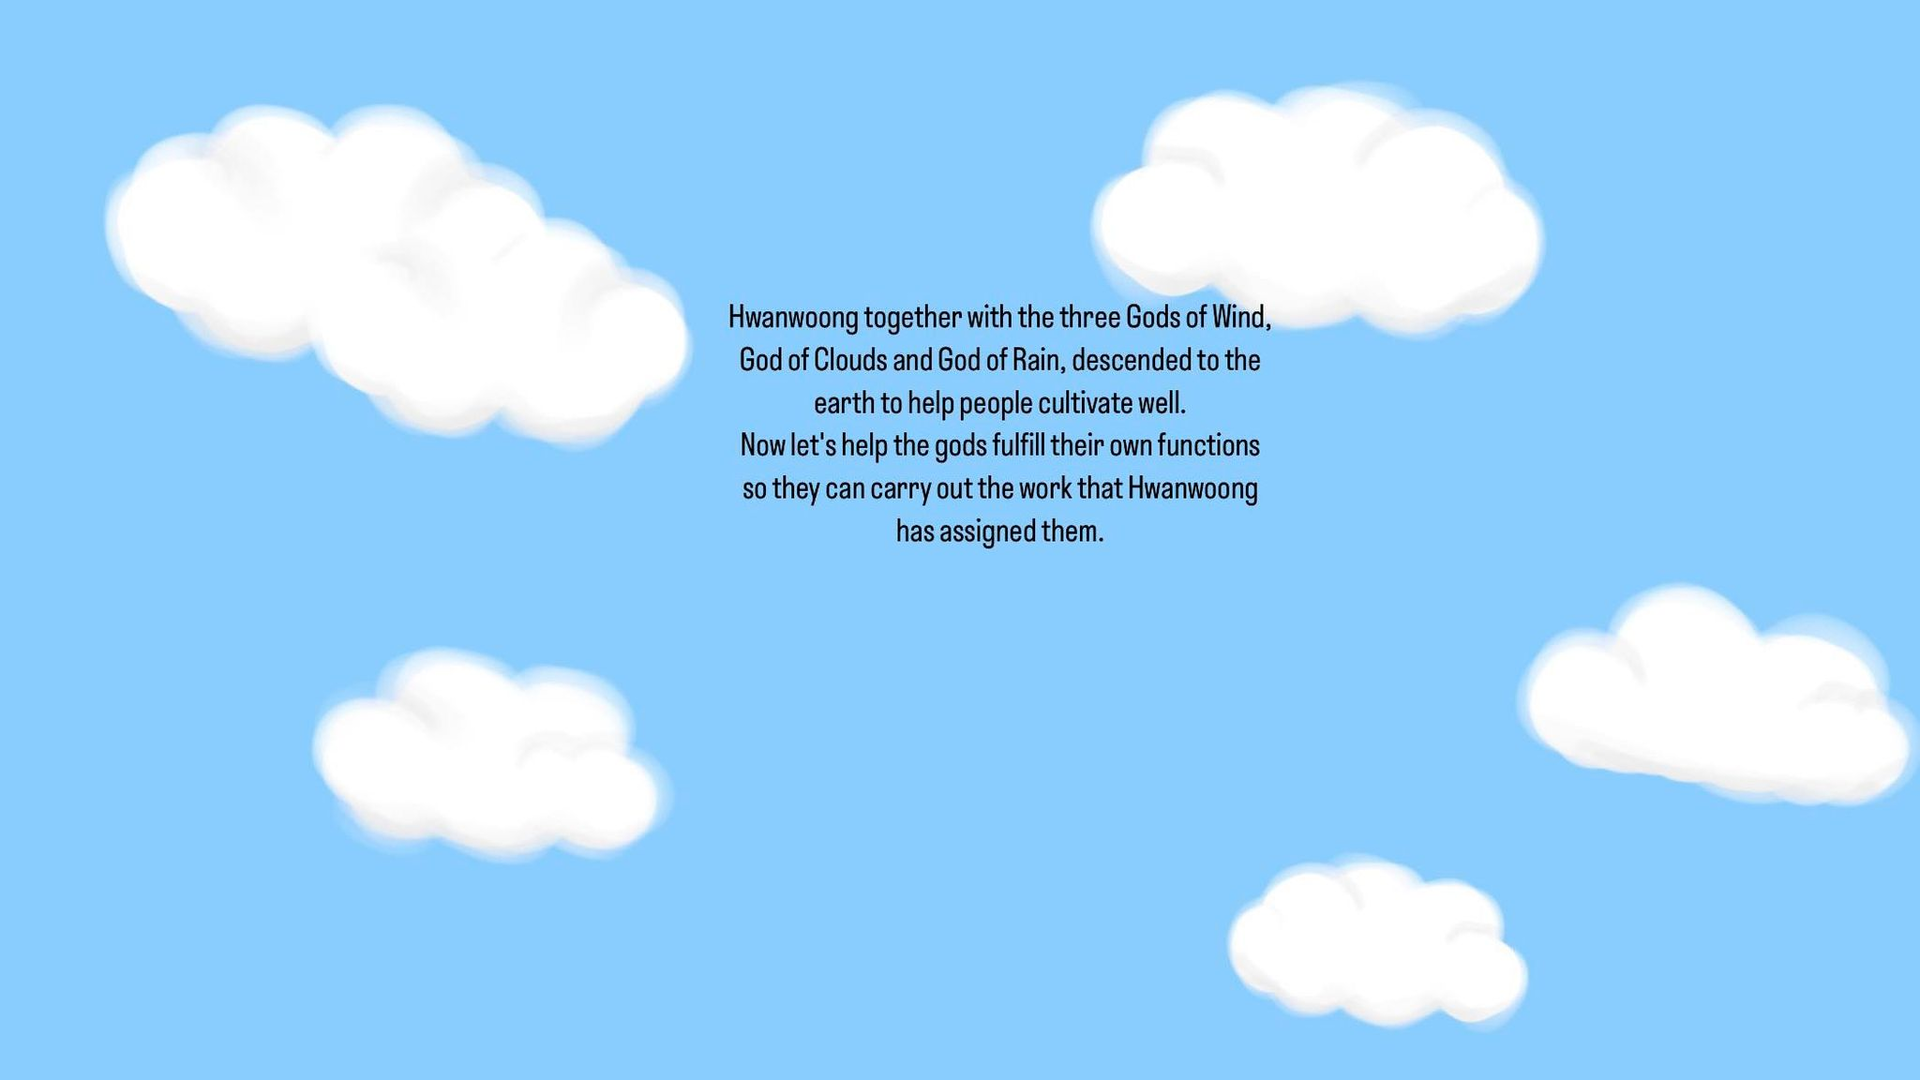 Hwanwoong together with the three Gods of Wind,
God of Clouds and God of Rain, descended to the
earth to help people cultivate well.
Now let's help the gods fulfill their own functions
so they can carry out the work that Hwanwoong
has assigned them.